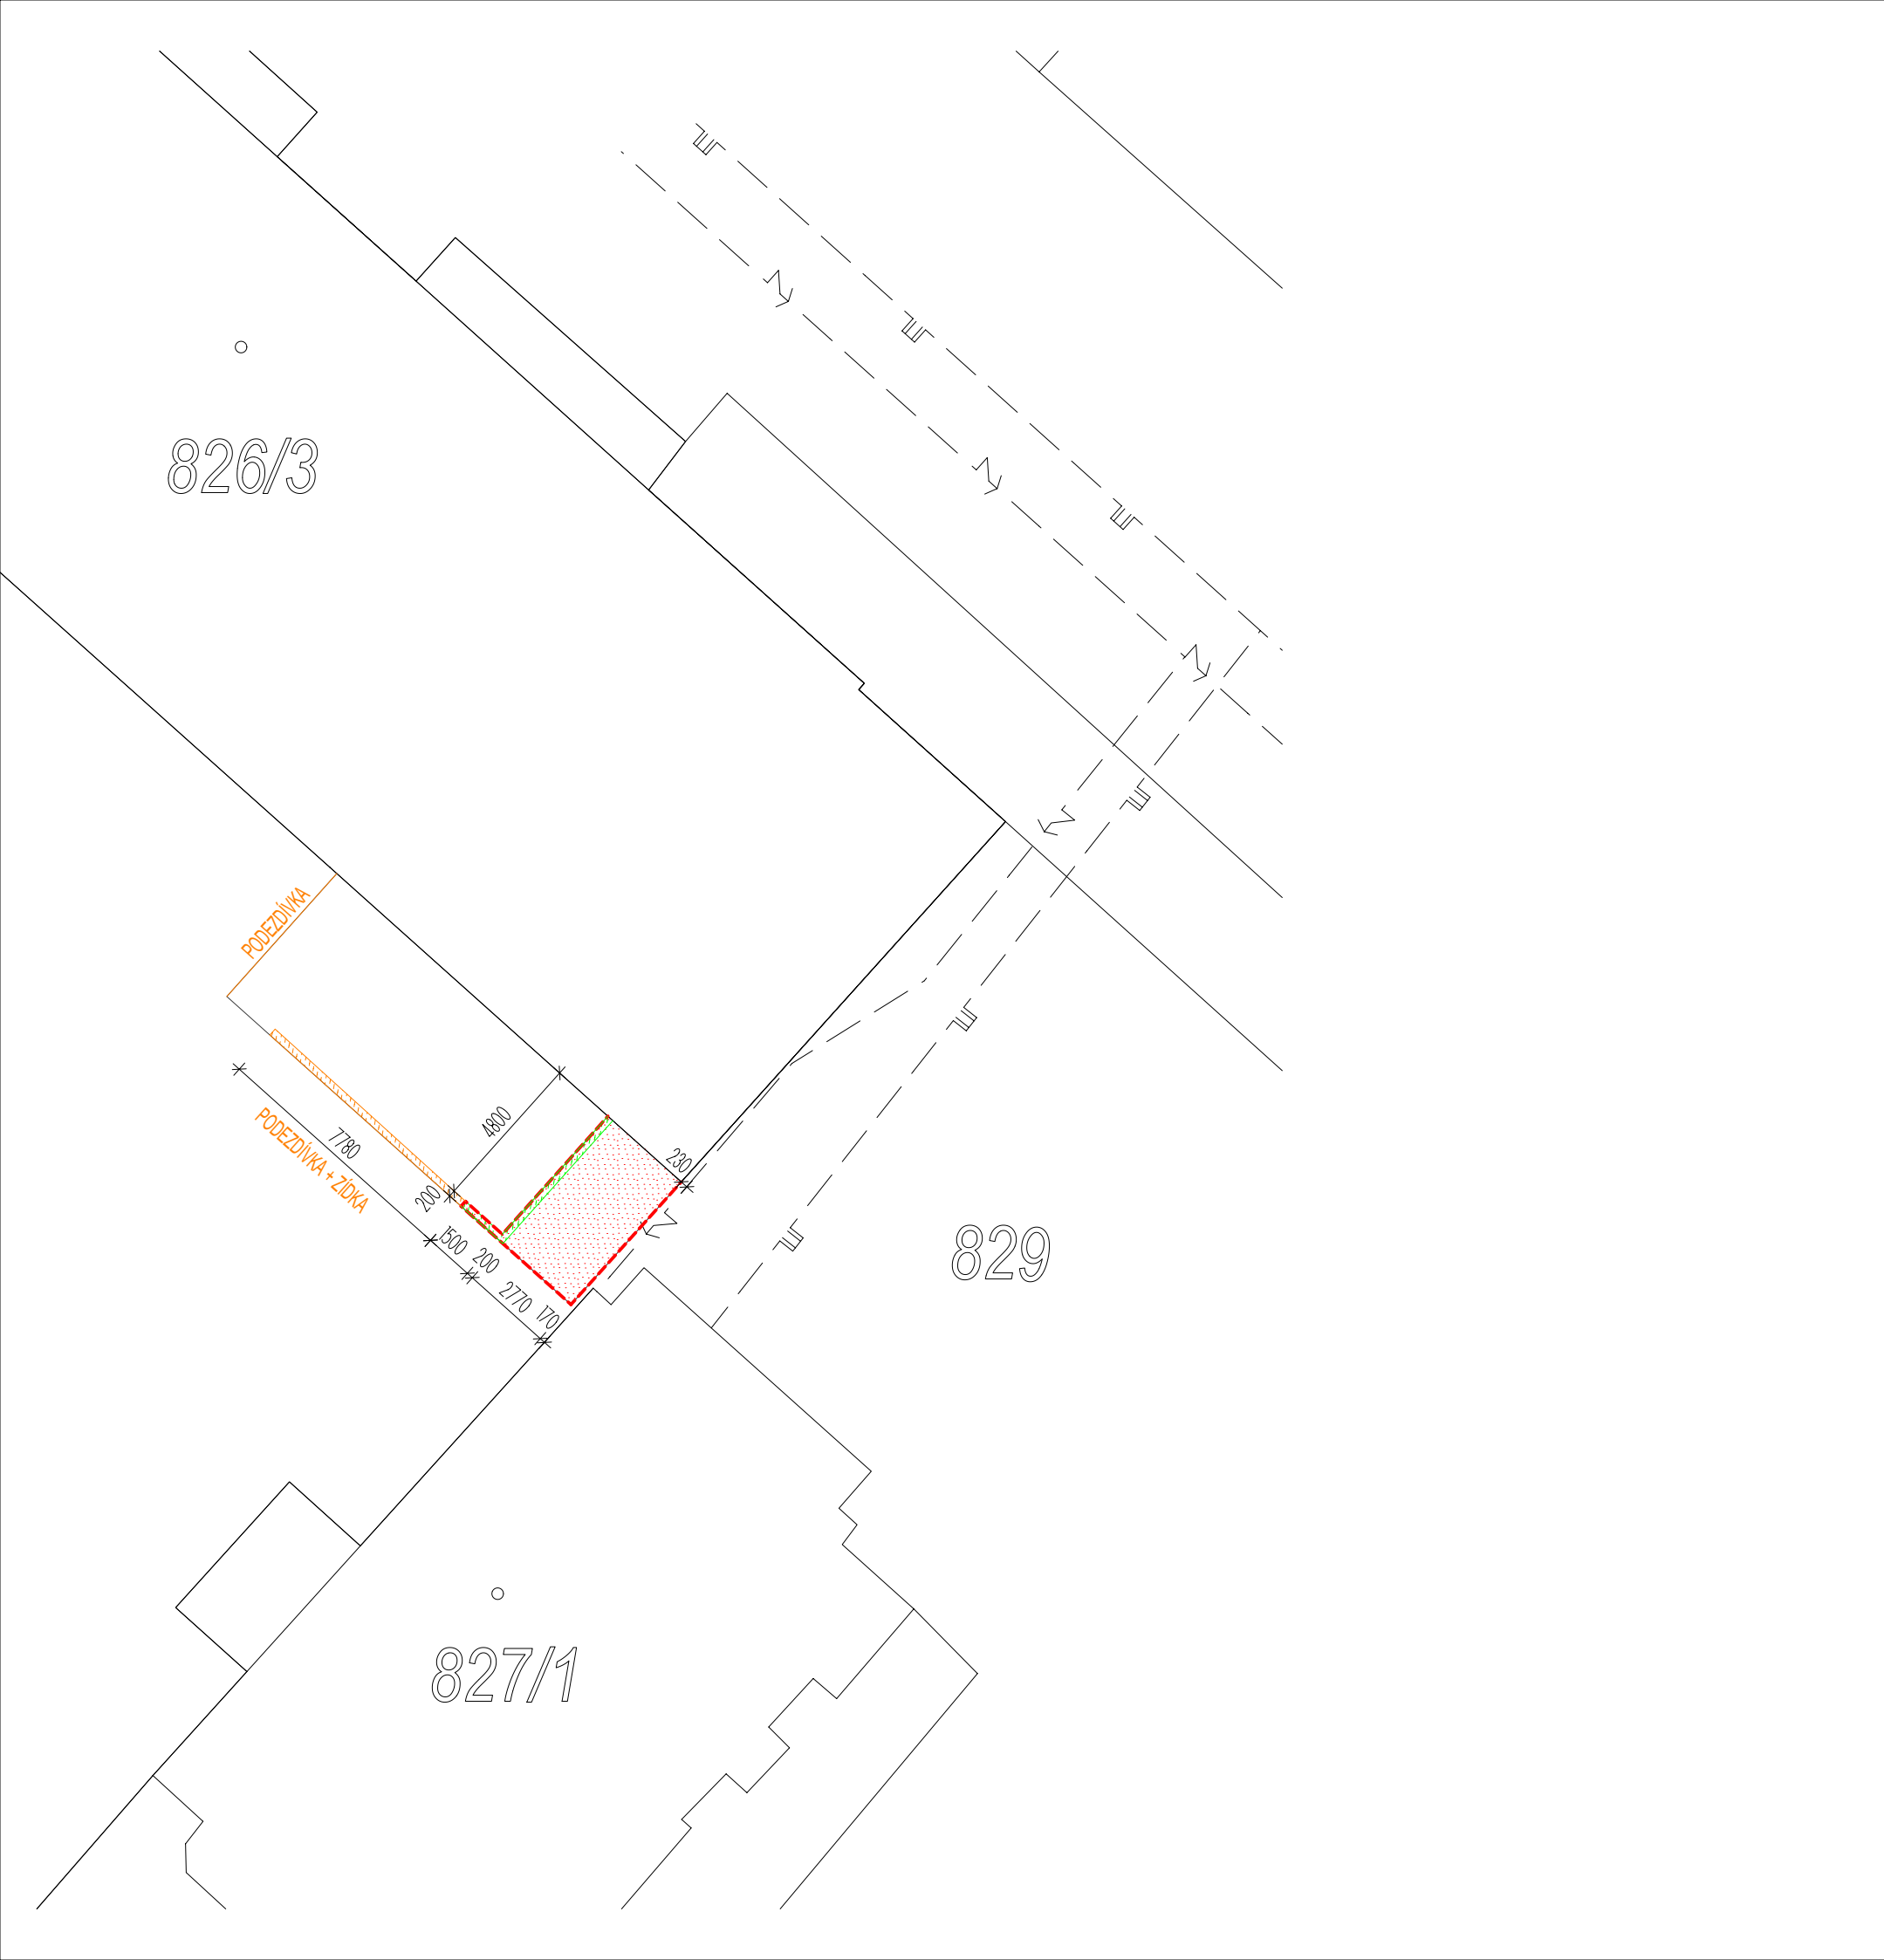 E
K
E
826/3
K
E
K
E
K
PODEZDÍVKA
E
4800
7780
PODEZDÍVKA + ZÍDKA
230
200
K
1500
200
E
829
2770
170
827/1